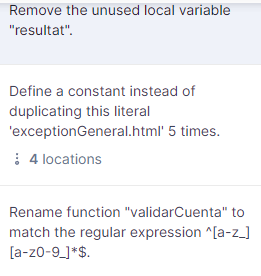 Remove the unused local variable
"resultat".
Define a constant instead of
duplicating this literal
'exceptionGeneral.html' 5 times.
4 locations
Rename function "validarCuenta" to
match the regular expression ^[a-z_]
[a-z0-9_]*$.